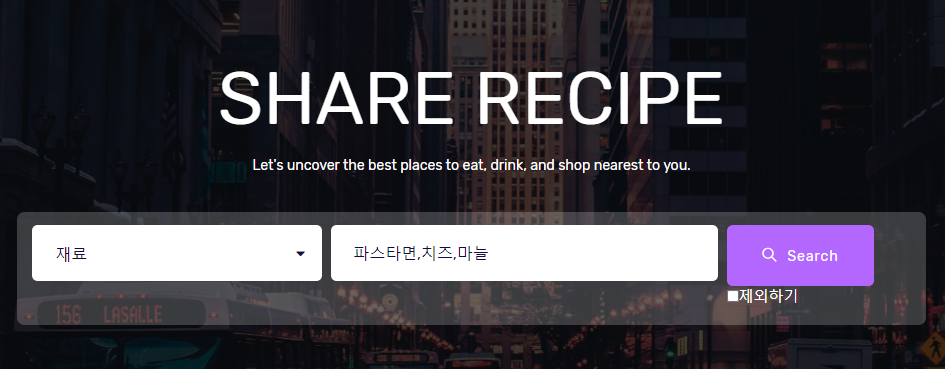 SHARE RECIPE
Let's uncover the best places to eat, drink, and shop nearest to you.
재료
파스타면,치즈,마늘
Search
제외하기
156 LASALLE